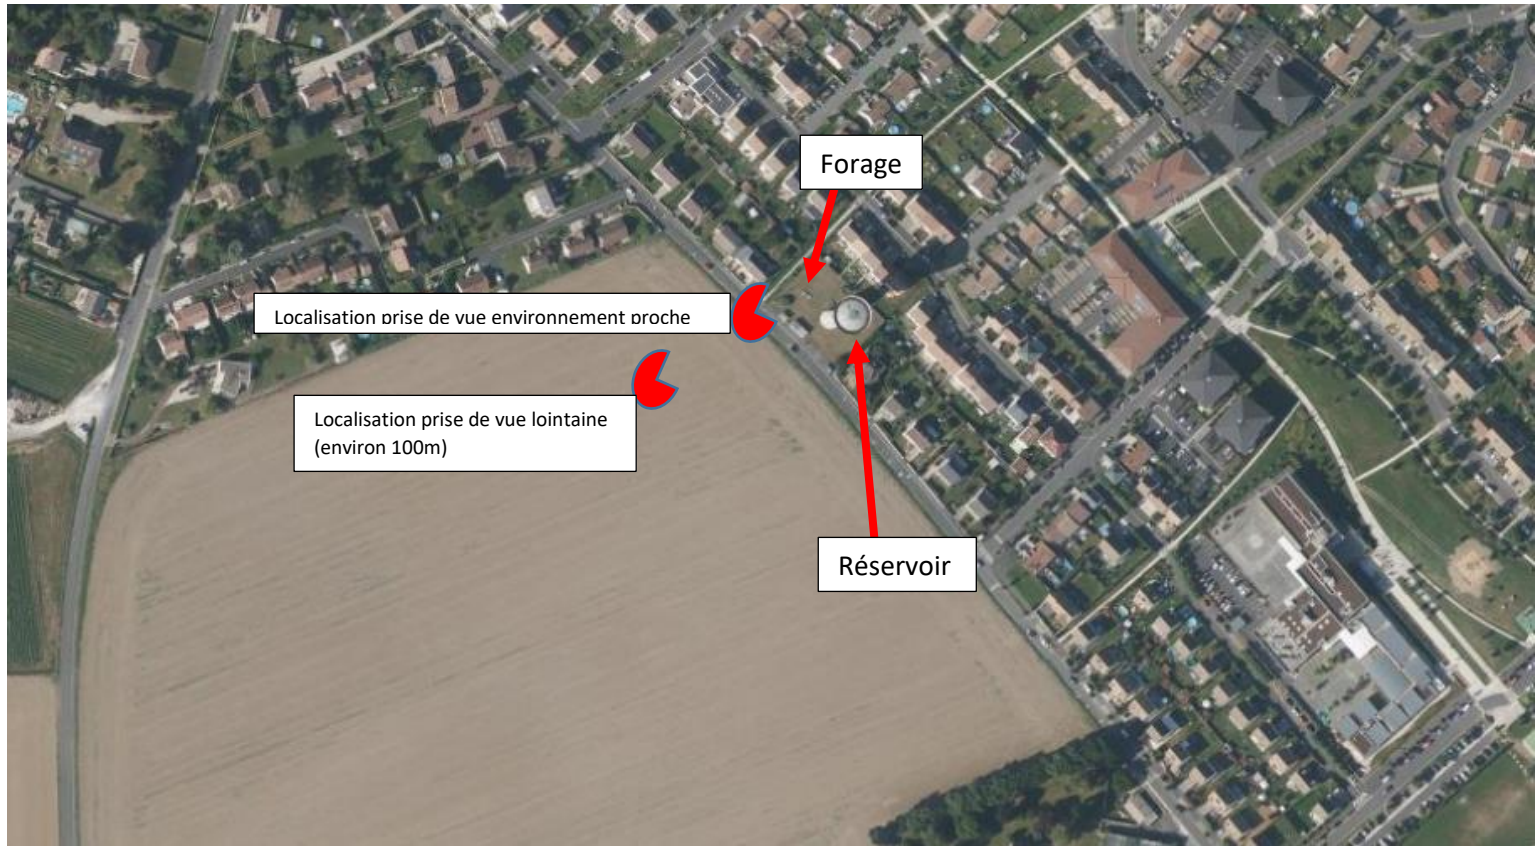 Forage
Localisation prise de vue environnement proche
Localisation prise de vue lointaine
(environ 100m)
Réservoir